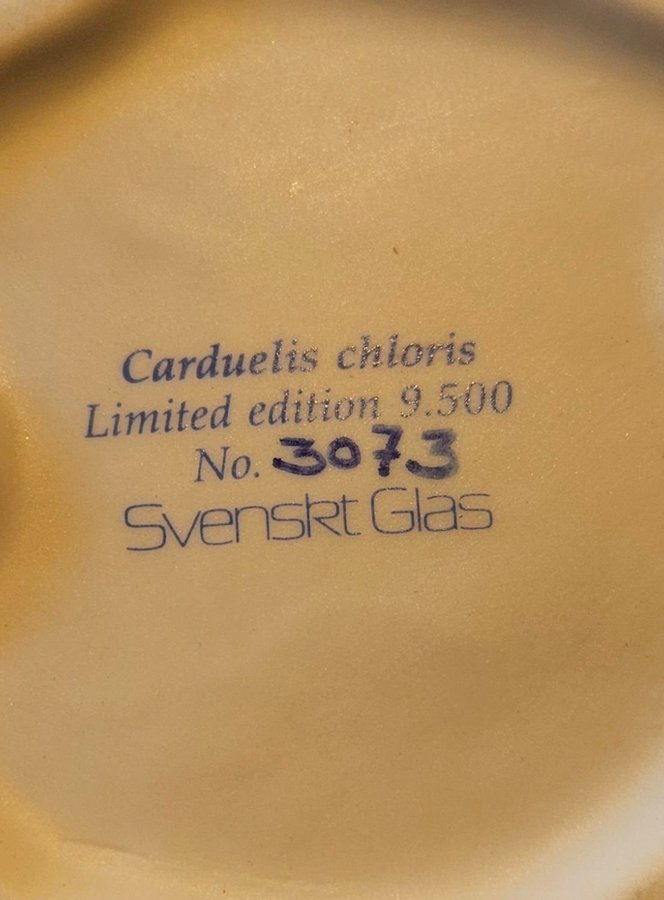 Carduelis chloris
Limited edition 9.500
No. 3073
Svenskt Glas